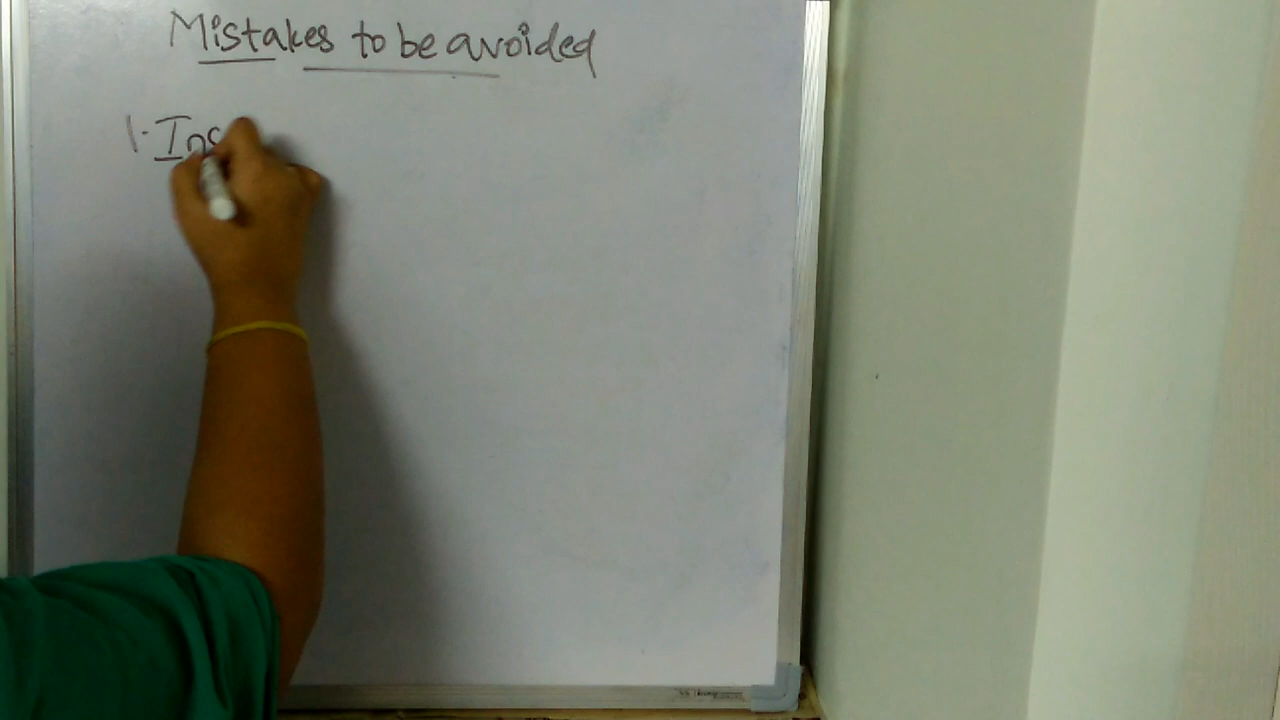 Mistakes to be avoided
1. Ins